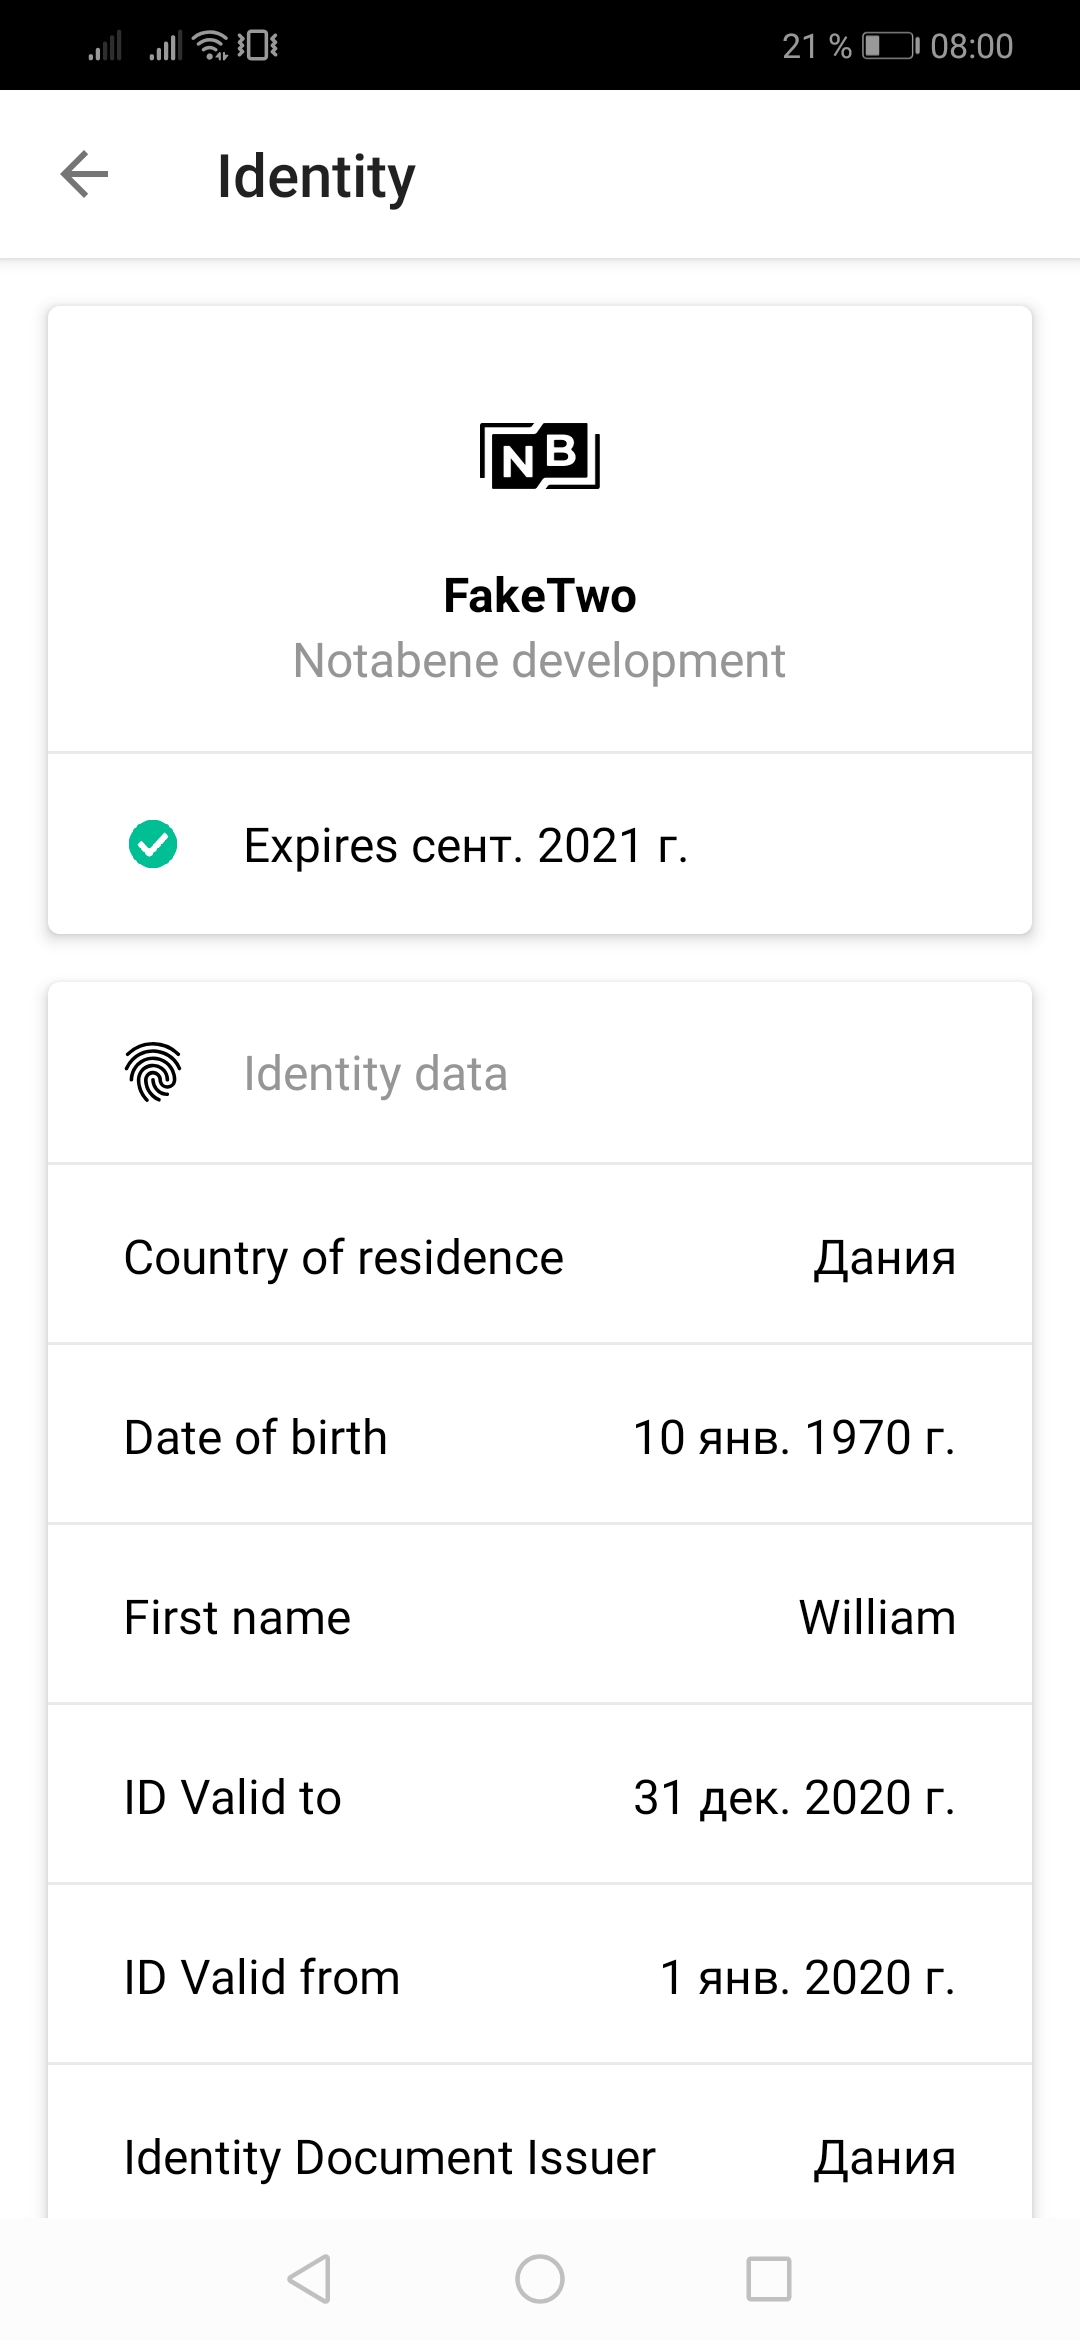 21 % 08:00
Identity
NB
FakeTwo
Notabene development
Expires сент. 2021 г.
Identity data
Country of residence Дания
Date of birth 10 янв. 1970 г.
First name William
ID Valid to 31 дек. 2020 г.
ID Valid from 1 янв. 2020 г.
Identity Document Issuer Дания